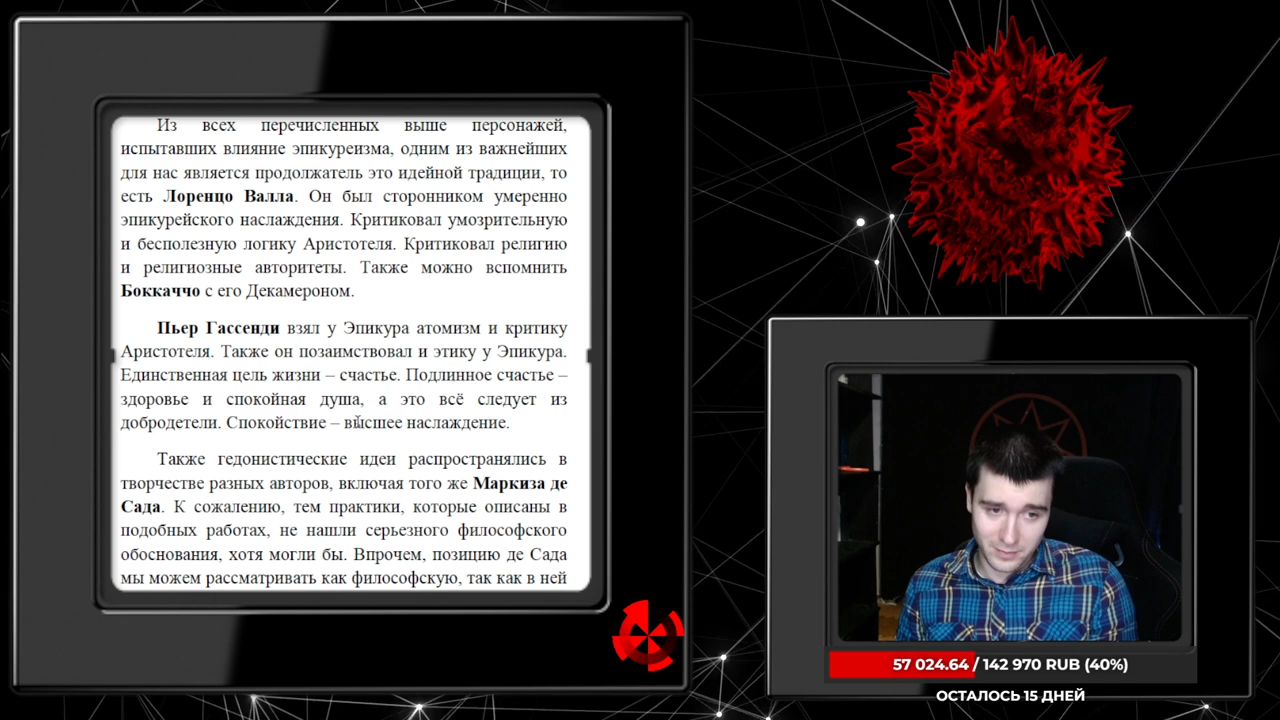 Из всех перечисленных выше персонажей,
испытавших влияние эпикуреизма, одним из важнейших
для нас является продолжатель это идейной традиции, то
есть Лоренцо Валла. Он был сторонником умеренно
эпикурейского наслаждения. Критиковал умозрительную
и бесполезную логику Аристотеля. Критиковал религию
и религиозные авторитеты. Также можно вспомнить
Боккаччо с его Декамероном.
Пьер Гассенди взял у Эпикура атомизм и критику
Аристотеля. Также он позаимствовал и этику у Эпикура.
Единственная цель жизни – счастье. Подлинное счастье –
здоровье и спокойная душа, а это всё следует из
добродетели. Спокойствие – высшее наслаждение.
Также гедонистические идеи распространялись в
творчестве разных авторов, включая того же Маркиза де
Сада. К сожалению, тем практики, которые описаны в
подобных работах, не нашли серьезного философского
обоснования, хотя могли бы. Впрочем, позицию де Сада
мы можем рассматривать как философскую, так как в ней
57 024.64 / 142 970 RUB (40%)
ОСТАЛОСЬ 15 ДНЕЙ